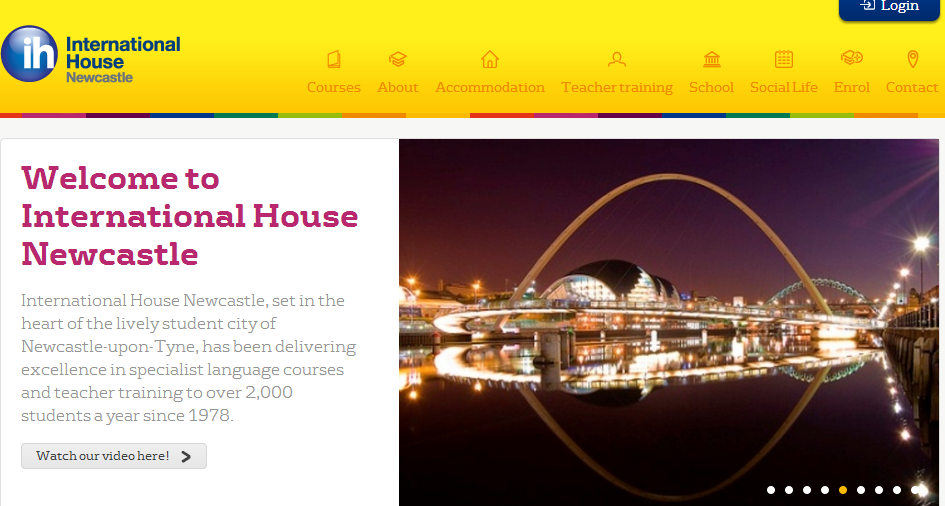 Login
ih
International
House
Newcastle
Courses About Accommodation Teacher training School Social Life Enrol Contact
Welcome to
International House
Newcastle
International House Newcastle, set in the
heart of the lively student city of
Newcastle-upon-Tyne, has been delivering
excellence in specialist language courses
and teacher training to over 2,000
students a year since 1978.
Watch our video here!